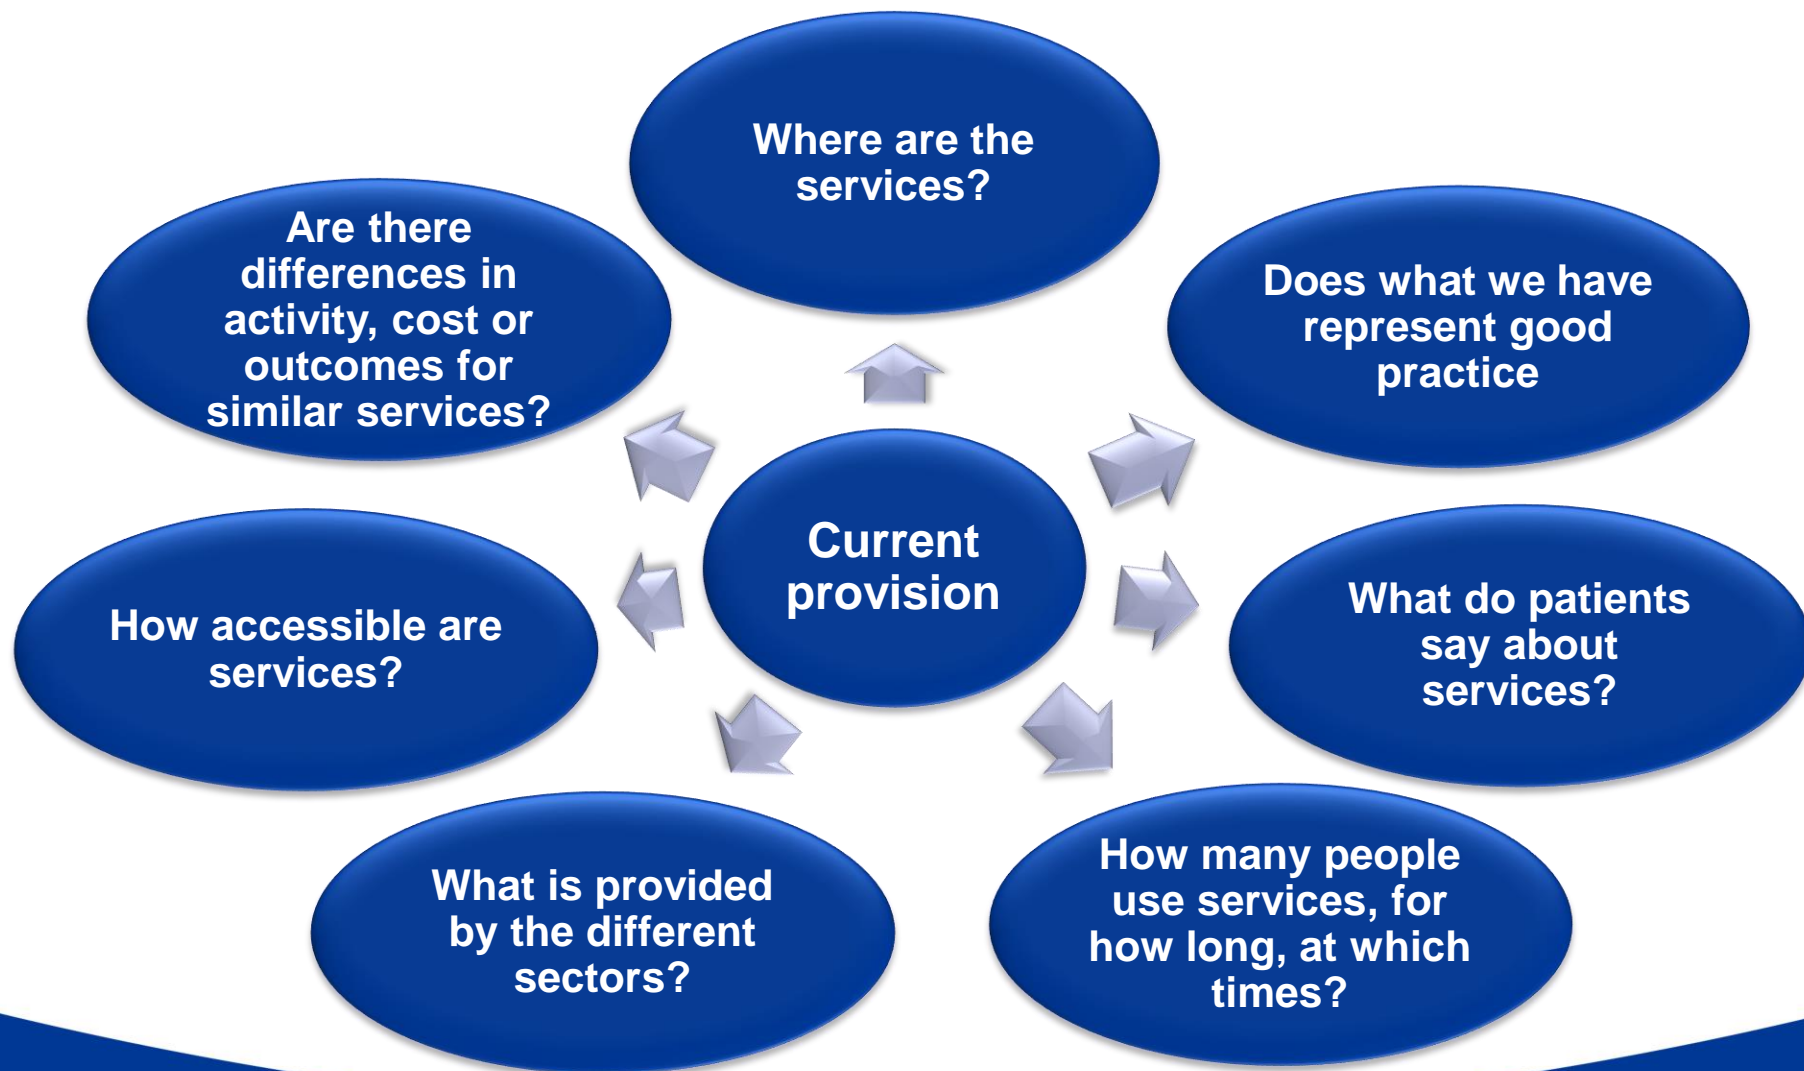 Where are the
services?
Does what we have
represent good
practice
What do patients
say about
services?
How many people
use services, for
how long, at which
times?
What is provided
by the different
sectors?
How accessible are
services?
Are there
differences in
activity, cost or
outcomes for
similar services?
Current
provision